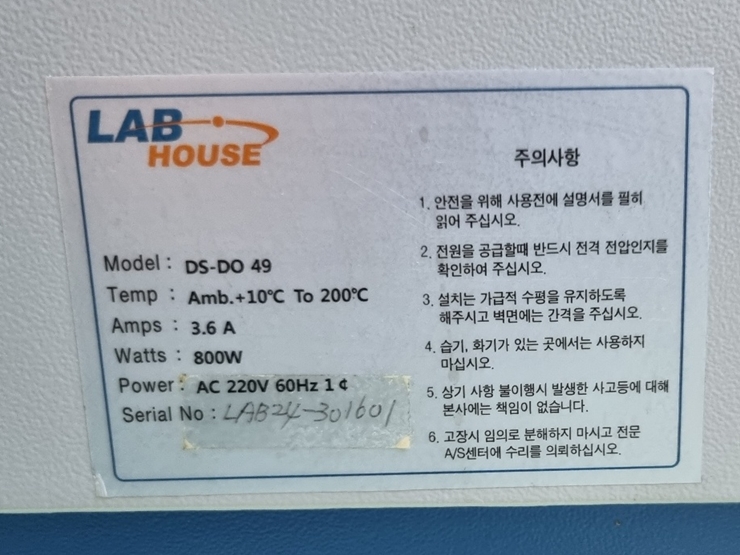 LAB
HOUSE
Model : DS-DO 49
Temp : Amb.+10℃ To 200℃
Amps : 3.6 A
Watts : 800W
Power : AC 220V 60Hz 1 ¢
Serial No : LAB24-301601
주의사항
1. 안전을 위해 사용전에 설명서를 필히
읽어 주십시오.
2. 전원을 공급할때 반드시 전격 전압인지를
확인하여 주십시오.
3. 설치는 가급적 수평을 유지하도록
해주시고 벽면에는 간격을 주십시오.
4. 습기, 화기가 있는 곳에서는 사용하지
마십시오.
5. 상기 사항 불이행시 발생한 사고등에 대해
본사에는 책임이 없습니다.
6. 고장시 임의로 분해하지 마시고 전문
A/S센터에 수리를 의뢰하십시오.